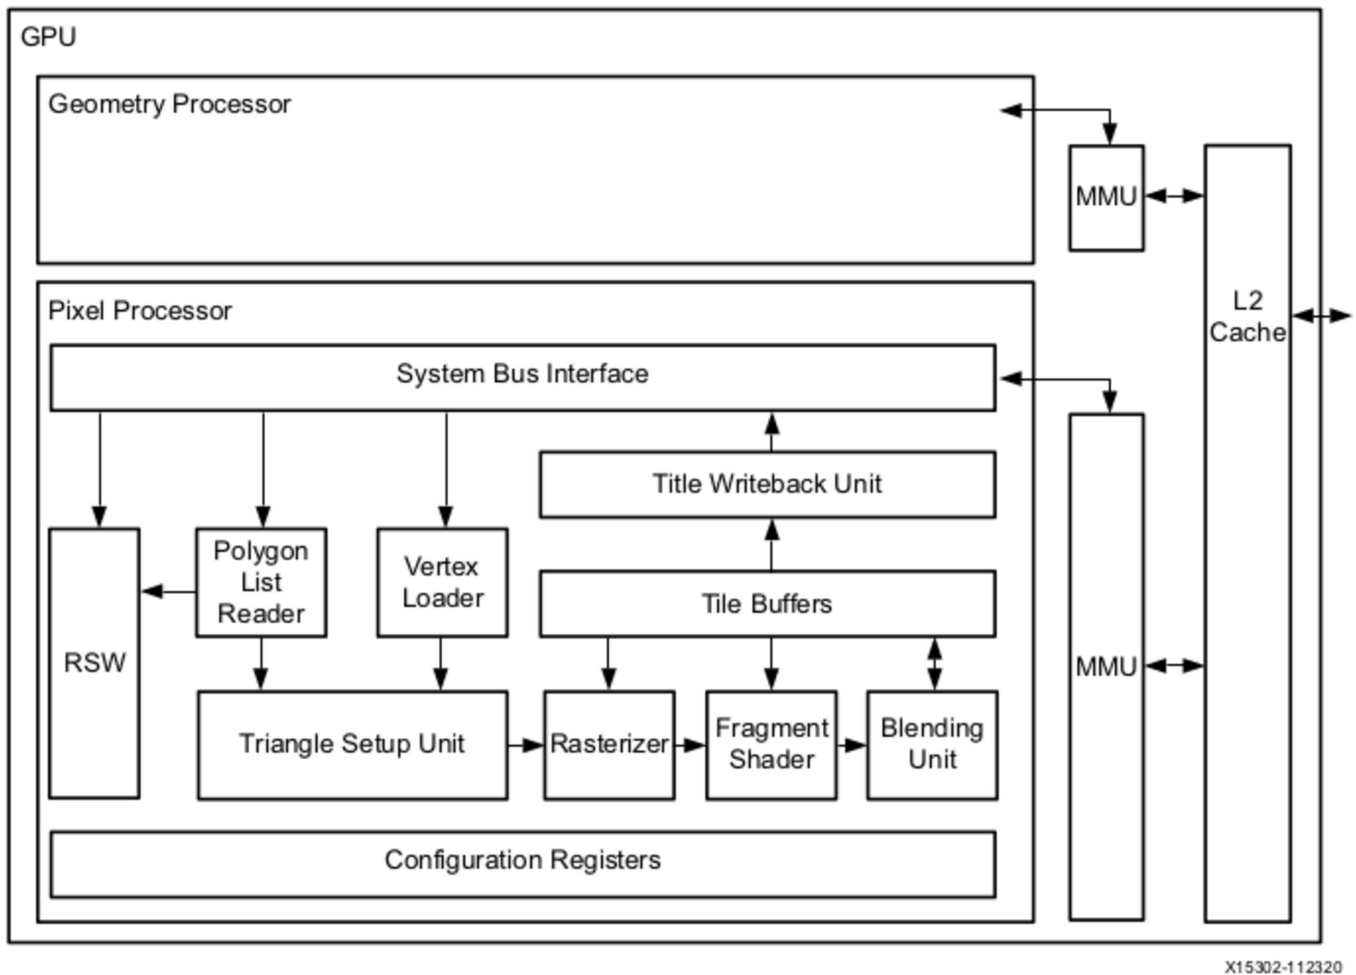 GPU
Geometry Processor
MMU
L2
Cache
Pixel Processor
System Bus Interface
Title Writeback Unit
Polygon
List
Reader
Vertex
Loader
Tile Buffers
RSW
MMU
Triangle Setup Unit
Rasterizer
Fragment
Shader
Blending
Unit
Configuration Registers
X15302-112320